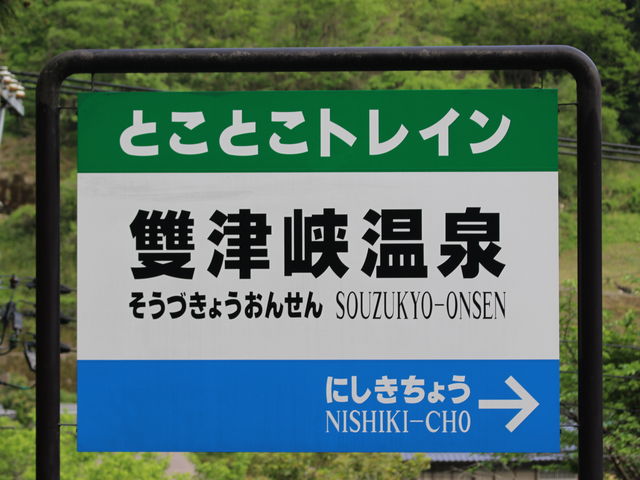 とことこトレイン
雙津峡温泉
そうづきょうおんせん SOUZUKYO-ONSEN
にしきちょう
NISHIKI-CHO →